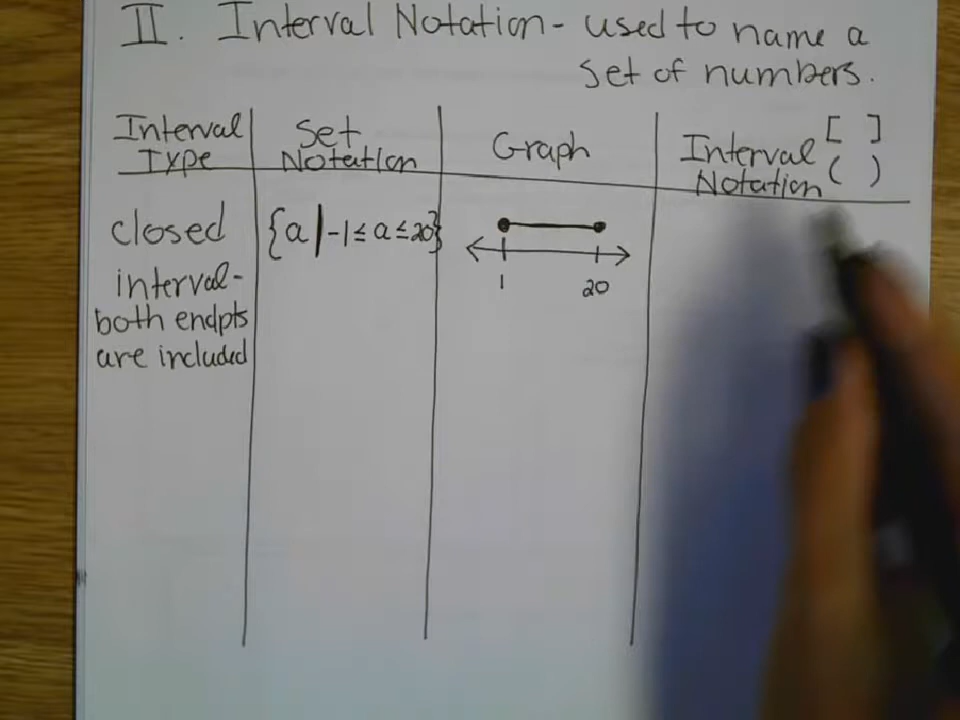 II. Interval Notation - used to name a
set of numbers.
Interval Type
Set Notation
Graph
Interval Notation [ ] ( )
closed
interval-
both endpts
are included
{a | -1 ≤ a ≤ 20}
1 20